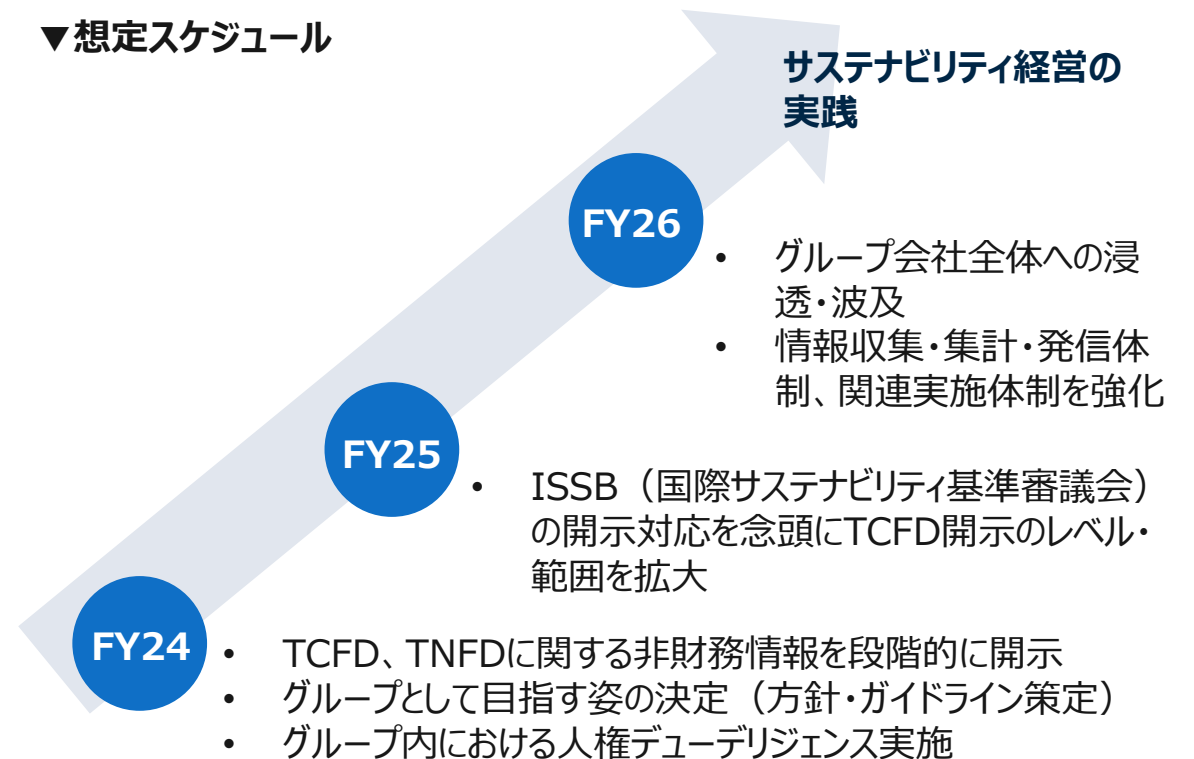 ▼想定スケジュール
サステナビリティ経営の
実践
FY26
• グループ会社全体への浸
透・波及
• 情報収集・集計・発信体
制、関連実施体制を強化
FY25
• ISSB（国際サステナビリティ基準審議会）
の開示対応を念頭にTCFD開示のレベル・
範囲を拡大
FY24
• TCFD、TNFDに関する非財務情報を段階的に開示
• グループとして目指す姿の決定（方針・ガイドライン策定）
• グループ内における人権デューデリジェンス実施